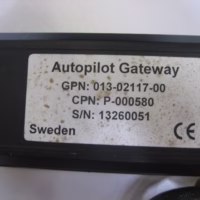 Autopilot Gateway
GPN: 013-02117-00
CPN: P-000580
S/N: 13260051
Sweden CE